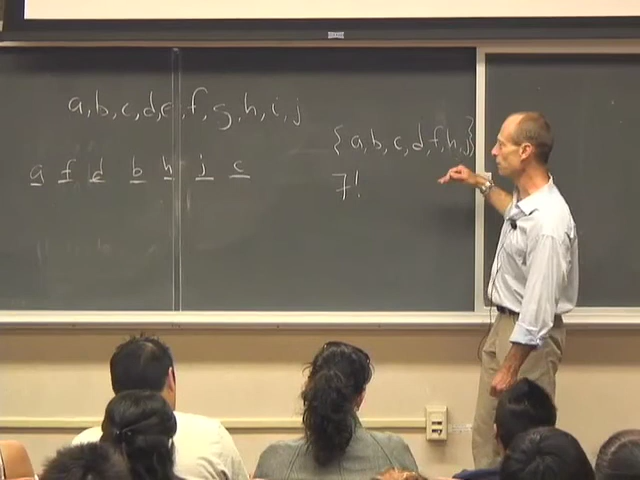 a,b,c,d,e,f,g,h,i,j
a f d b h j c
{a,b,c,d,f,h,j}
7!